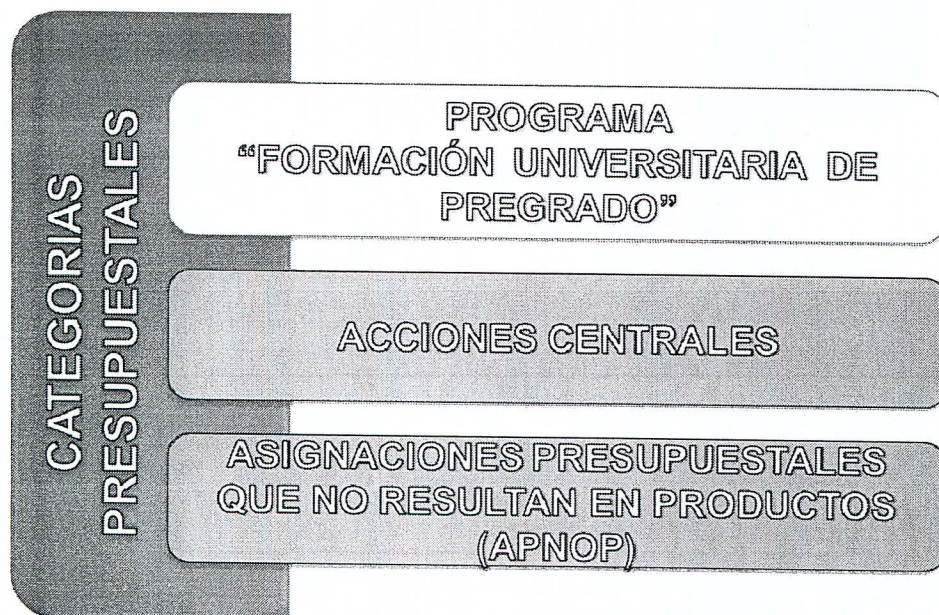 CATEGORIAS
PRESUPUESTALES
PROGRAMA
“FORMACIÓN UNIVERSITARIA DE
PREGRADO”
ACCIONES CENTRALES
ASIGNACIONES PRESUPUESTALES
QUE NO RESULTAN EN PRODUCTOS
(APNOP)